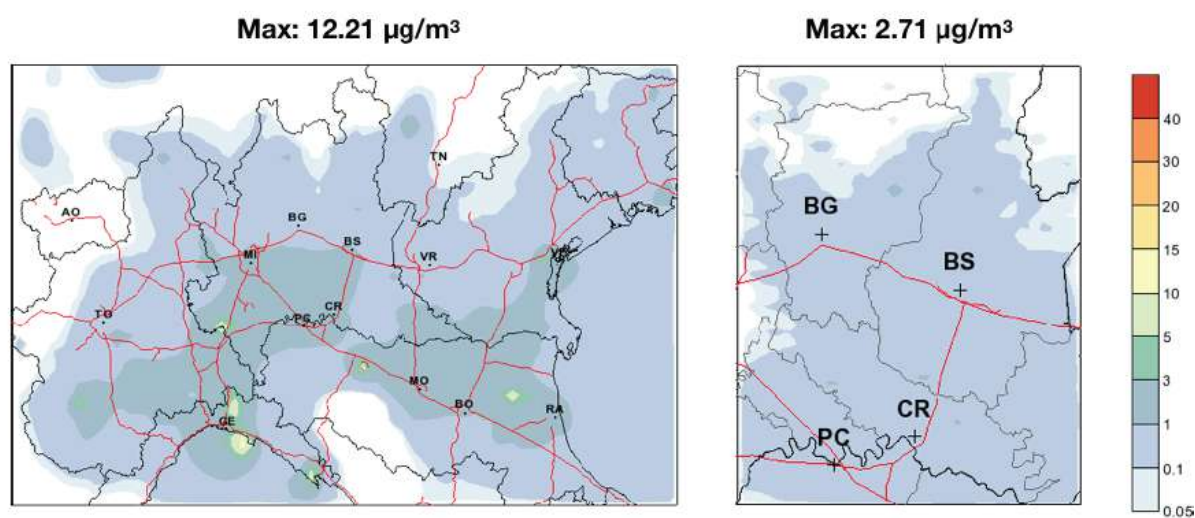 Max: 12.21 µg/m³
Max: 2.71 µg/m³
TN
AO
BG
MI
BS
VR
VE
TO
CR
PC
MO
BO
RA
GE
BG
BS
CR
PC
40
30
20
15
10
5
3
1
0.1
0.05